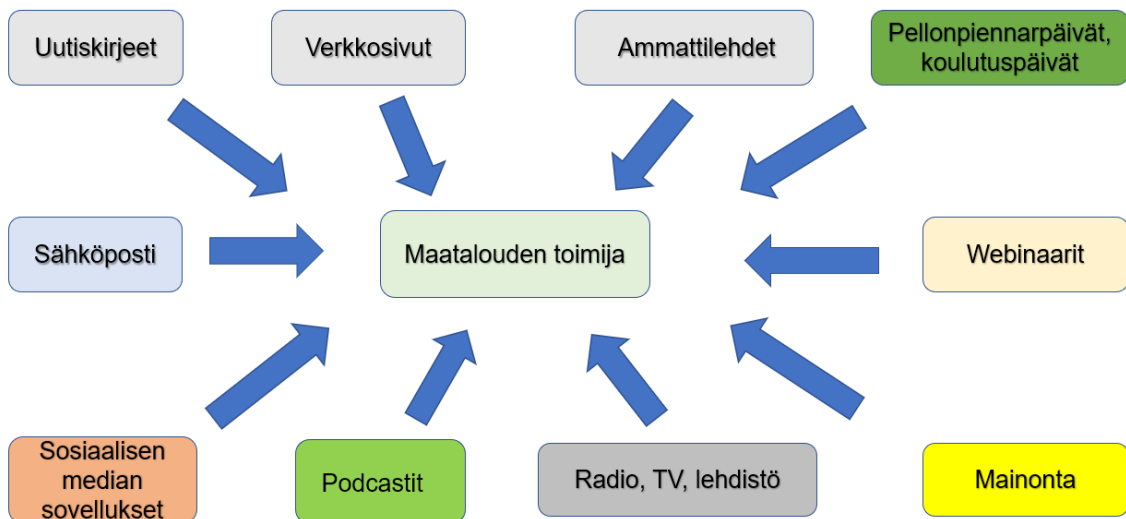 Uutiskirjeet
Verkkosivut
Ammattilehdet
Pellonpiennarpäivät,
koulutuspäivät
Sähköposti
Maatalouden toimija
Webinaarit
Sosiaalisen
median
sovellukset
Podcastit
Radio, TV, lehdistö
Mainonta